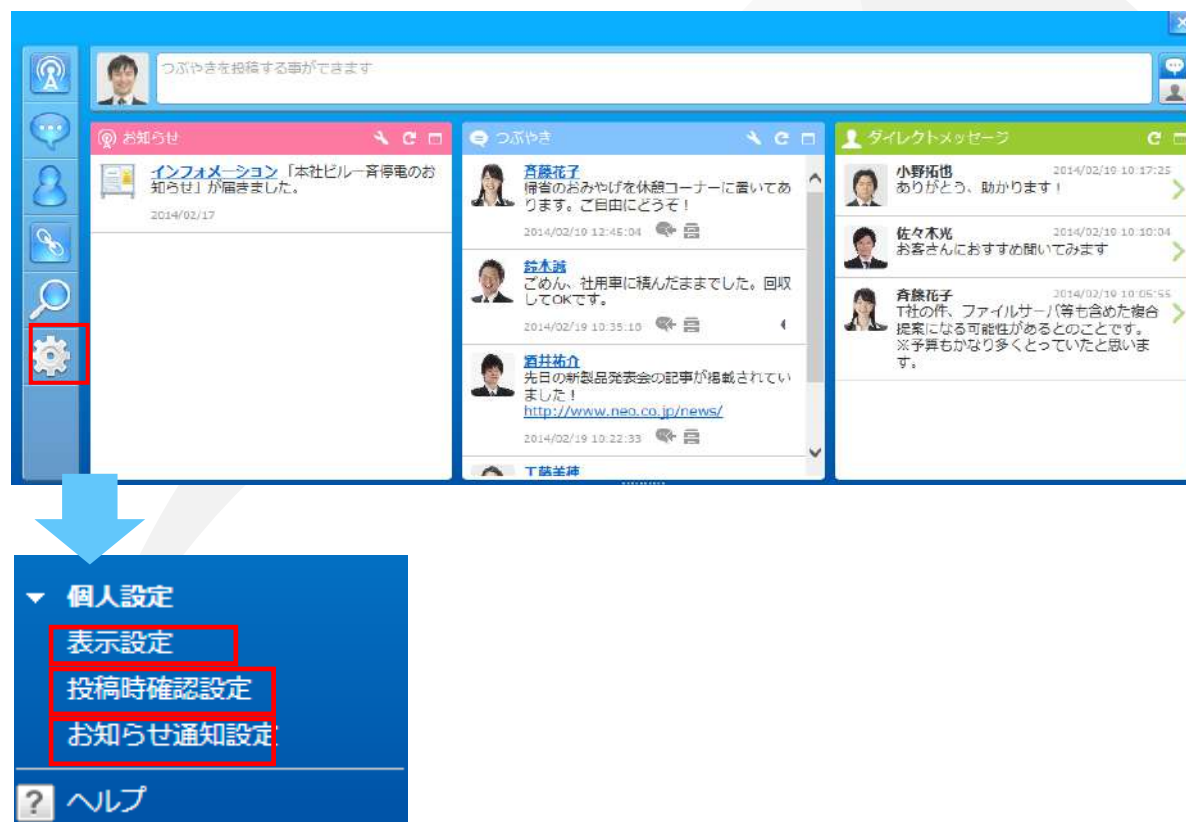 つぶやきを投稿する事ができます
お知らせ
インフォメーション「本社ビル一斉停電のお
知らせ」が届きました。
2014/02/17
つぶやき
斉藤花子
帰省のおみやげを休憩コーナーに置いてあ
ります。ご自由にどうぞ！
2014/02/19 12:45:04
鈴木誠
ごめん、社用車に積んだままでした。回収
してOKです。
2014/02/19 10:35:16
酒井祐介
先日の新製品発表会の記事が掲載されてい
ました！
http://www.neo.co.jp/news/
2014/02/19 10:22:33
工藤美穂
ダイレクトメッセージ
小野拓也
2014/02/19 10:17:25
ありがとう、助かります！
佐々木光
2014/02/19 10:10:04
お客さんにおすすめ聞いてみます
斉藤花子
2014/02/19 10:05:55
T社の件、ファイルサーバ等も含めた複合
提案になる可能性があるとのことです。
※予算もかなり多くとっていたと思いま
す。
個人設定
表示設定
投稿時確認設定
お知らせ通知設定
? ヘルプ